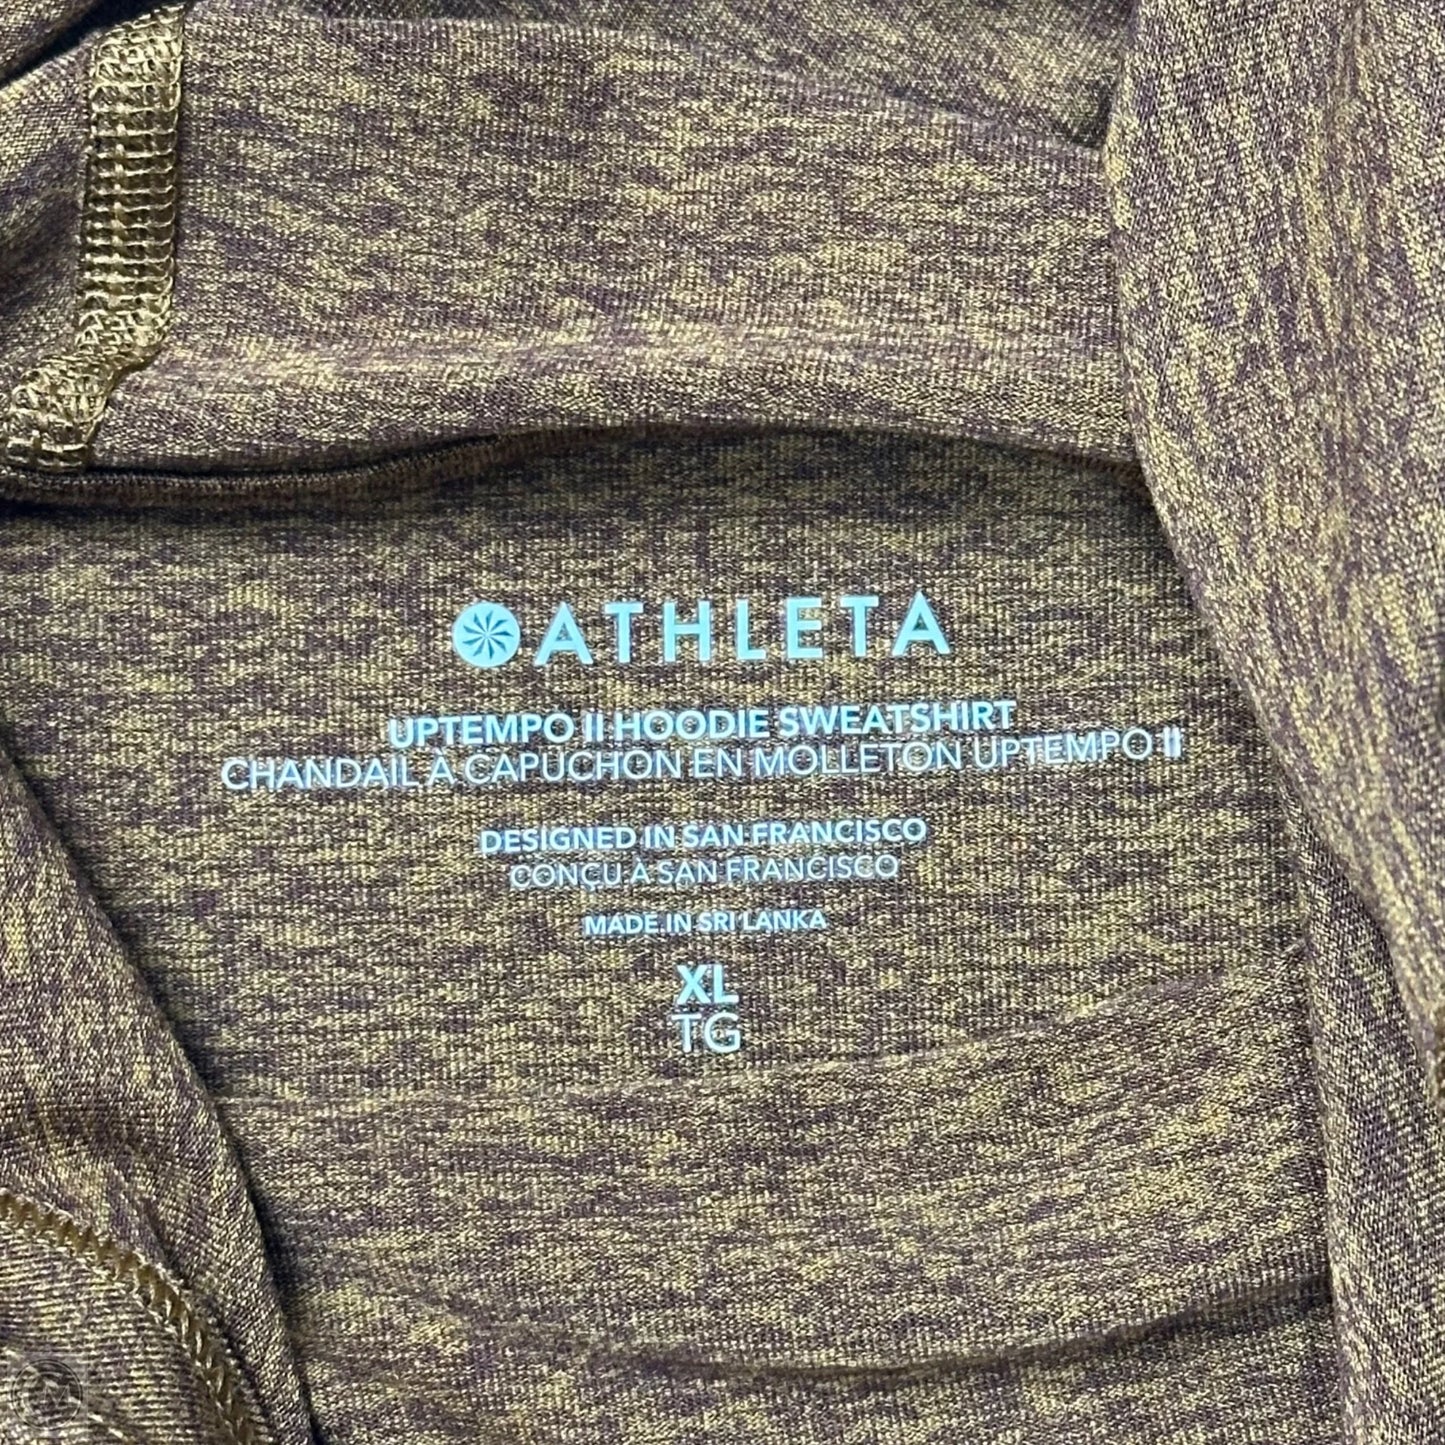 ATHLETA
UPTEMPO II HOODIE SWEATSHIRT
CHANDAIL À CAPUCHON EN MOLLETON UPTEMPO II
DESIGNED IN SAN FRANCISCO
CONÇU À SAN FRANCISCO
MADE IN SRI LANKA
XL
TG
M